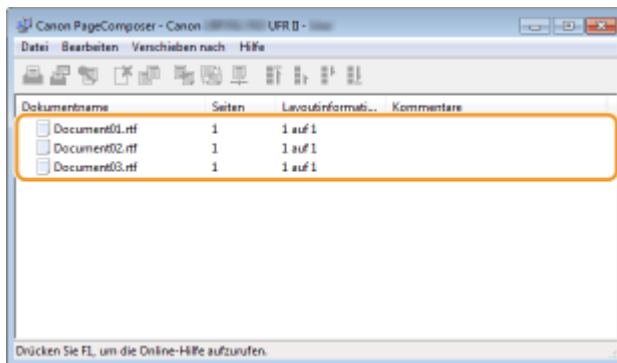 Canon PageComposer - Canon UFR II -
Datei Bearbeiten Verschieben nach Hilfe
Dokumentname Seiten Layoutinformati... Kommentare
Document01.rtf 1 1 auf 1
Document02.rtf 1 1 auf 1
Document03.rtf 1 1 auf 1
Drücken Sie F1, um die Online-Hilfe aufzurufen.